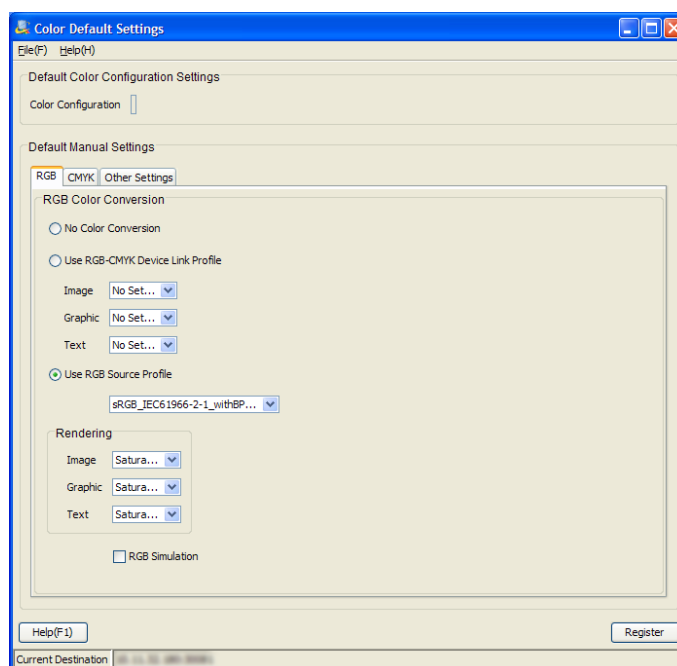 Color Default Settings
File(F) Help(H)
Default Color Configuration Settings
Color Configuration
Default Manual Settings
RGB CMYK Other Settings
RGB Color Conversion
No Color Conversion
Use RGB-CMYK Device Link Profile
Image No Set...
Graphic No Set...
Text No Set...
Use RGB Source Profile
sRGB_IEC61966-2-1_withBP...
Rendering
Image Satura...
Graphic Satura...
Text Satura...
RGB Simulation
Help(F1) Register
Current Destination